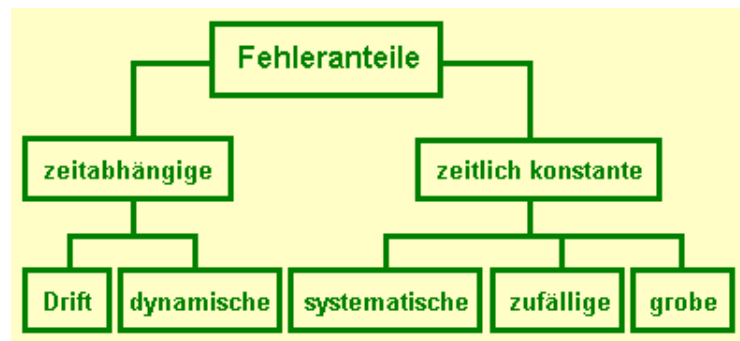 Fehleranteile
zeitabhängige
zeitlich konstante
Drift
dynamische
systematische
zufällige
grobe